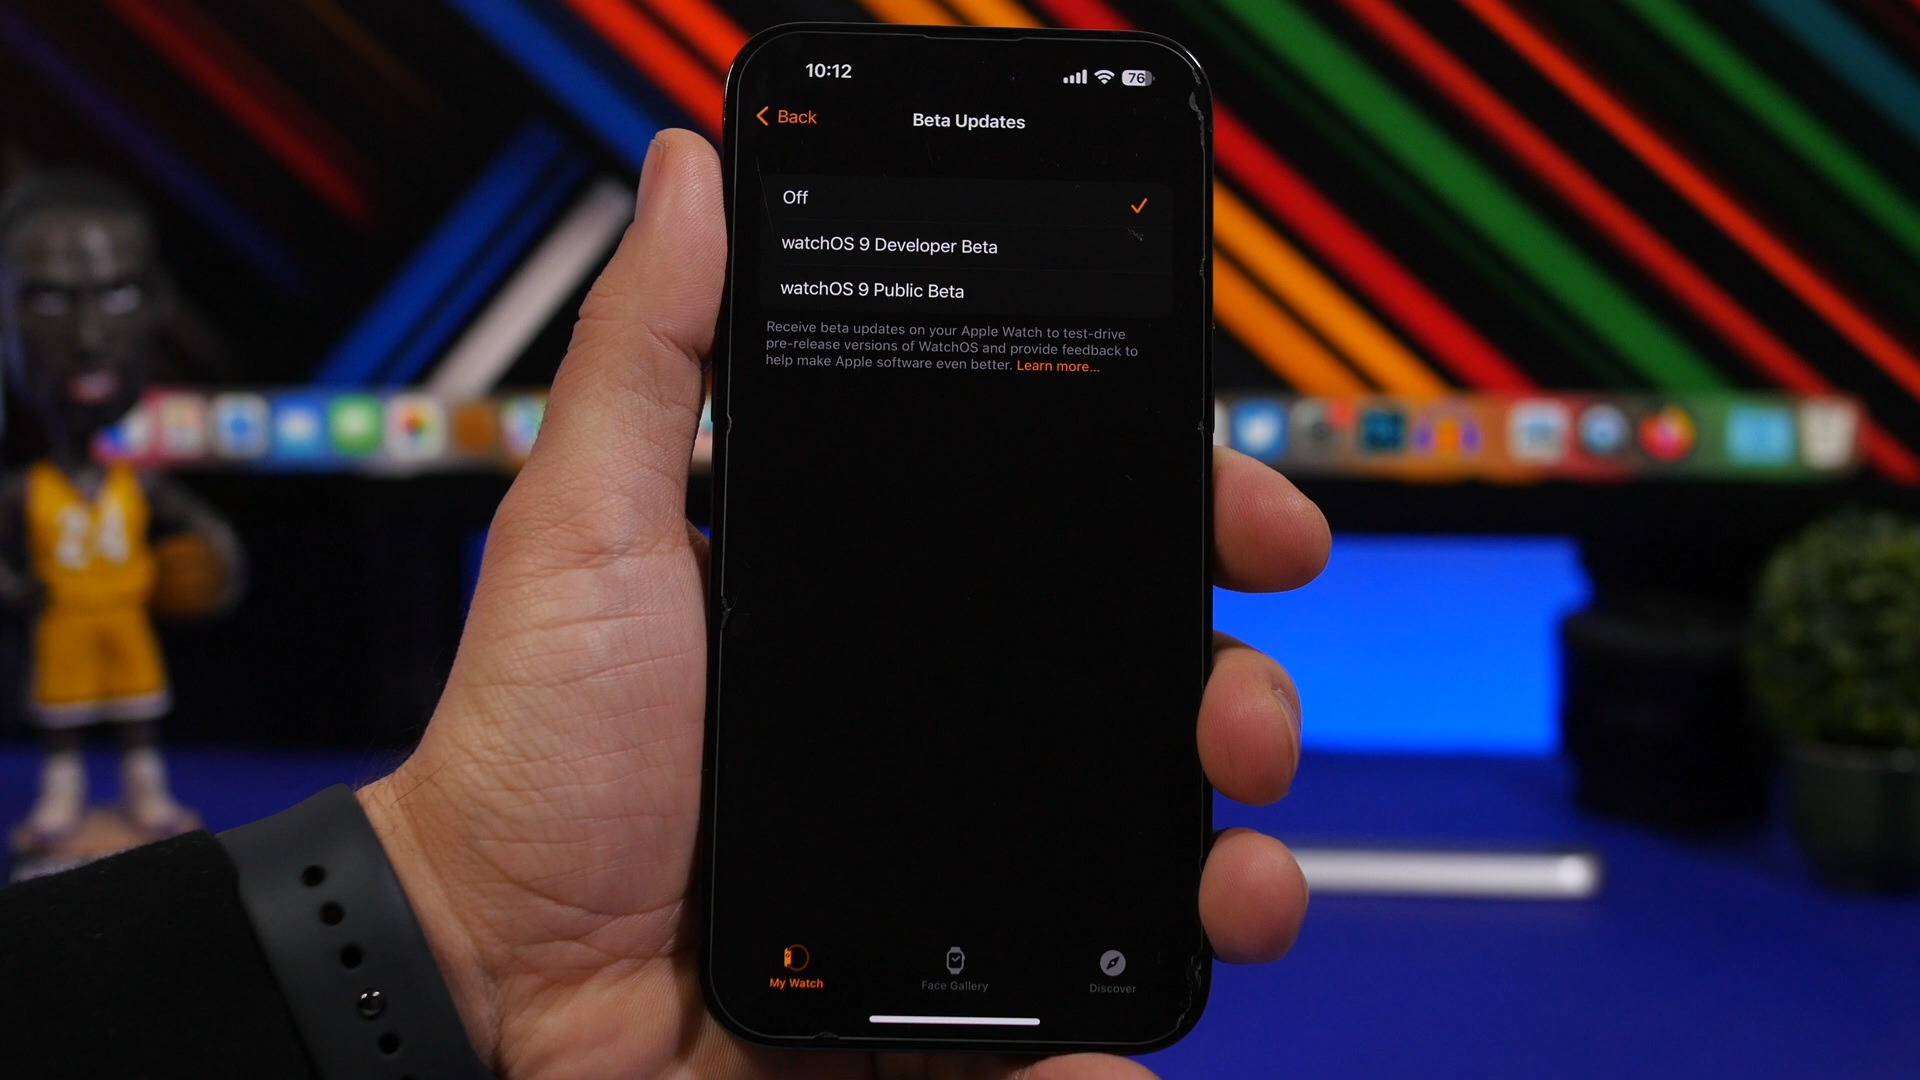 10:12
76
Back
Beta Updates
Off
watchOS 9 Developer Beta
watchOS 9 Public Beta
Receive beta updates on your Apple Watch to test-drive
pre-release versions of WatchOS and provide feedback to
help make Apple software even better. Learn more...
My Watch
Face Gallery
Discover
24